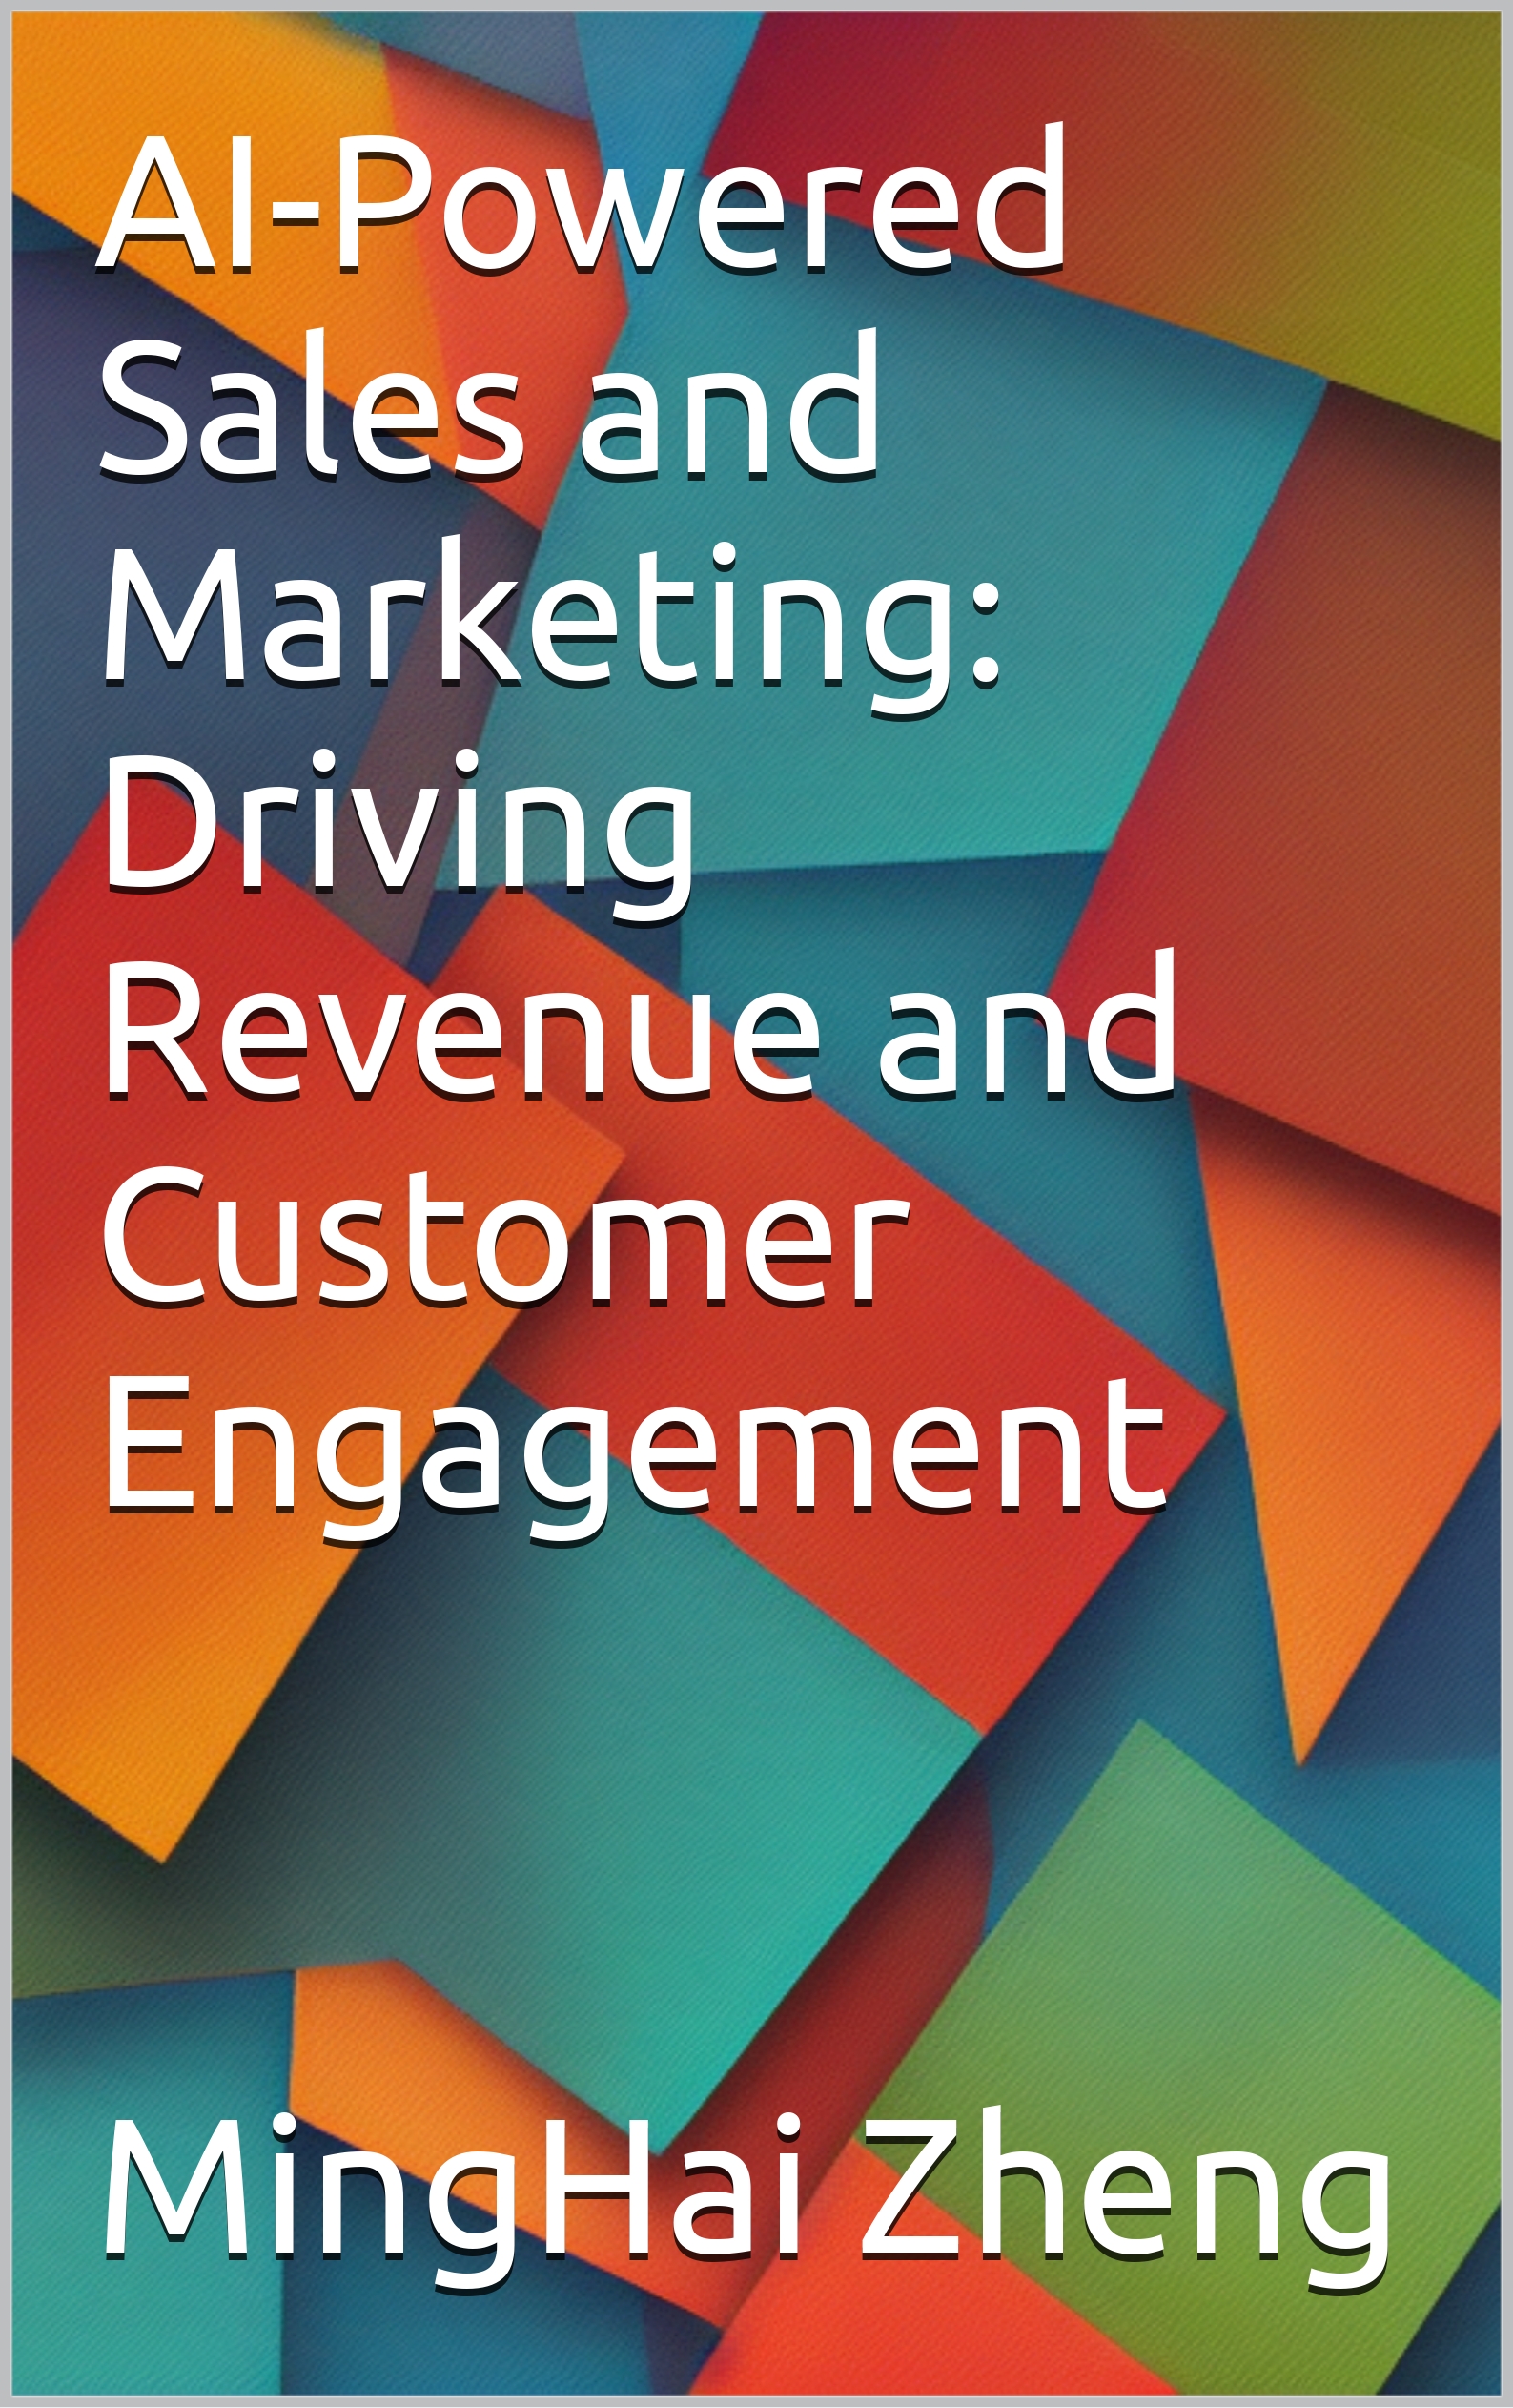 AI-Powered
Sales and
Marketing:
Driving
Revenue and
Customer
Engagement
MingHai Zheng